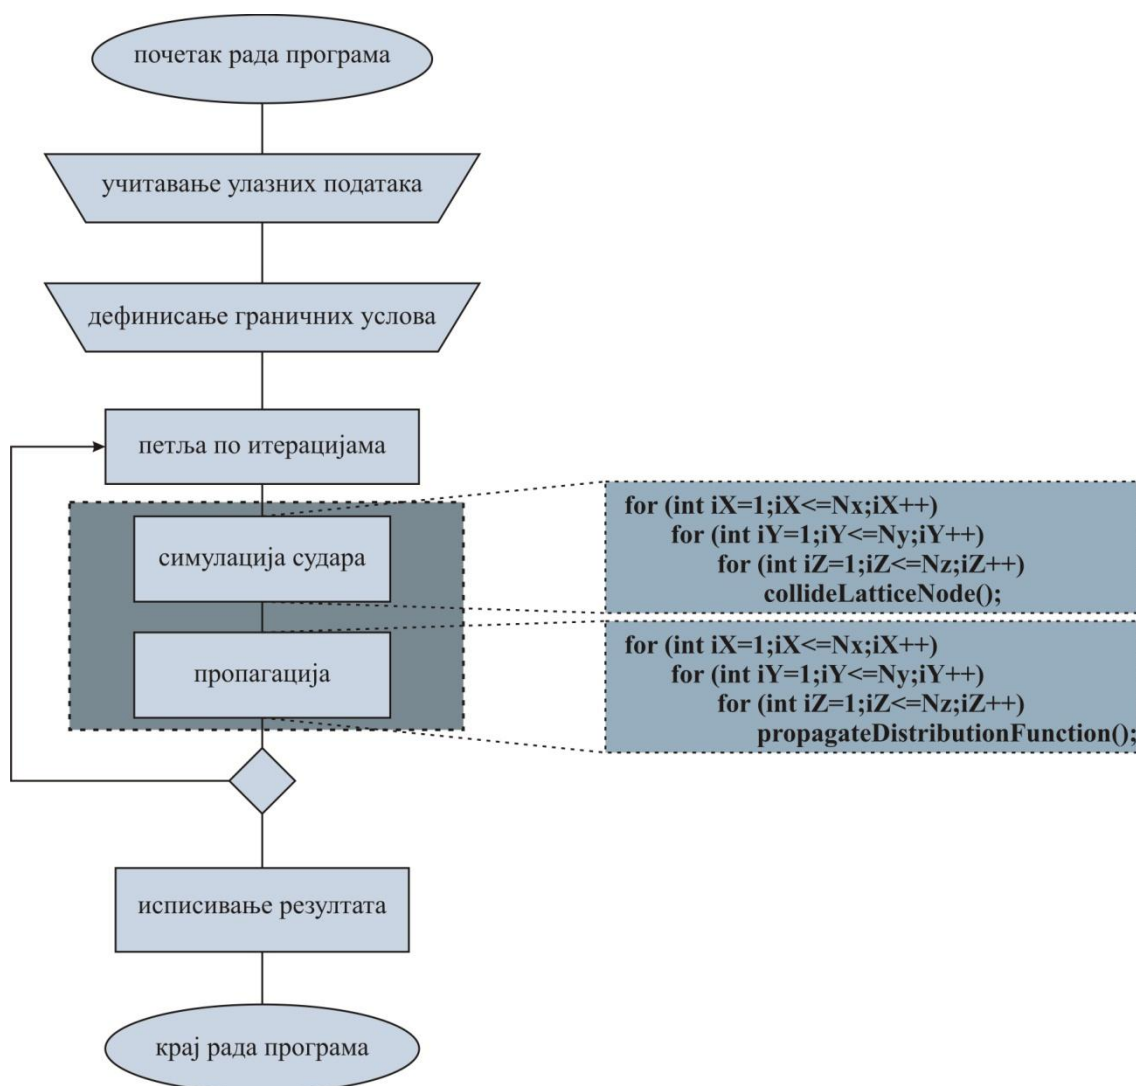 почетак рада програма
учитавање улазних података
дефинисање граничних услова
петља по итерацијама
симулација судара
for (int iX=1;iX<=Nx;iX++)
for (int iY=1;iY<=Ny;iY++)
for (int iZ=1;iZ<=Nz;iZ++)
collideLatticeNode();
пропагација
for (int iX=1;iX<=Nx;iX++)
for (int iY=1;iY<=Ny;iY++)
for (int iZ=1;iZ<=Nz;iZ++)
propagateDistributionFunction();
исписивање резултата
крај рада програма